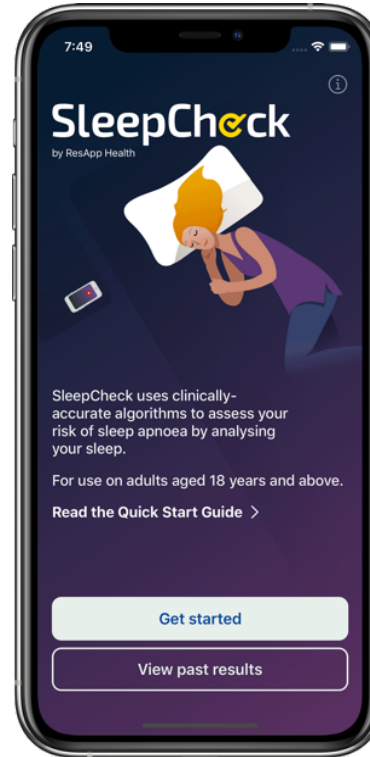 7:49
SleepCheck
by ResApp Health
SleepCheck uses clinically-
accurate algorithms to assess your
risk of sleep apnoea by analysing
your sleep.
For use on adults aged 18 years and above.
Read the Quick Start Guide >
Get started
View past results